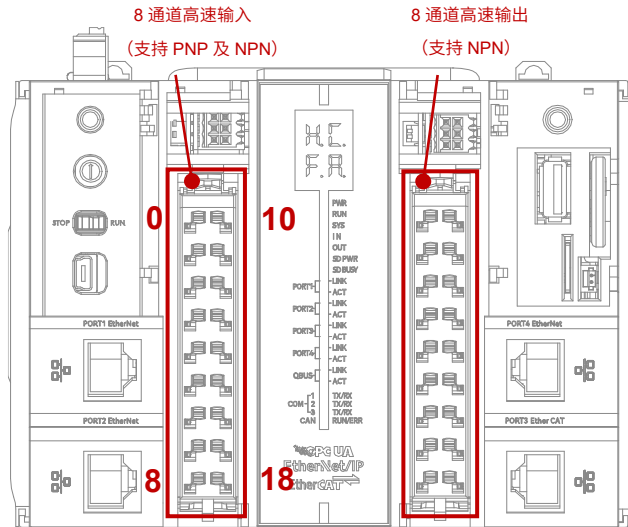 8 通道高速输入
（支持 PNP 及 NPN）
8 通道高速输出
（支持 NPN）
H.C.
F.R.
STOP RUN
0
10
PWR
RUN
SYS
IN
OUT
SD PWR
SD BUSY
PORT1 LINK
ACT
PORT2 LINK
ACT
PORT3 LINK
ACT
PORT4 LINK
ACT
QBUS LINK
ACT
COM 1 TX/RX
2 TX/RX
3 TX/RX
CAN RUN/ERR
PORT1 EtherNet
PORT2 EtherNet
PORT4 EtherNet
PORT3 Ether CAT
8
18
OPC UA
EtherNet/IP
EtherCAT